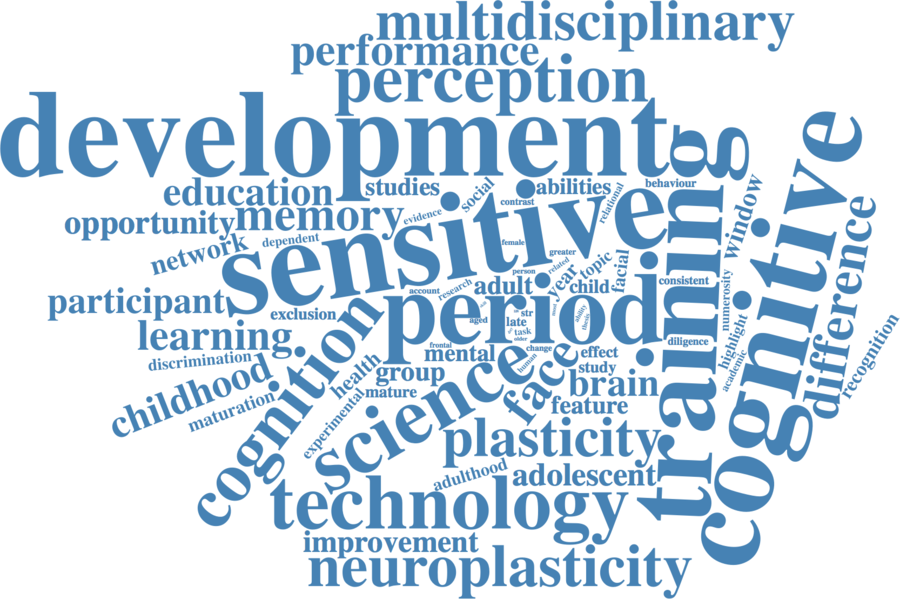 multidisciplinary
performance
perception
development
education
studies
social
abilities
behaviour
contrast
relational
opportunity
memory
evidence
sensitive
training
window
cognitive
network
dependent
female
greater
difference
participant
account
research
person
adult
related
year
topic
child
facial
consistent
numerosity
exclusion
period
aged
str
late
task
older
ability
thesis
learning
cognition
diligence
highlight
recognition
discrimination
frontal
mental
change
human
effect
study
academic
childhood
health
group
science
face
brain
maturation
experimental
mature
feature
plasticity
adulthood
adolescent
technology
improvement
neuroplasticity